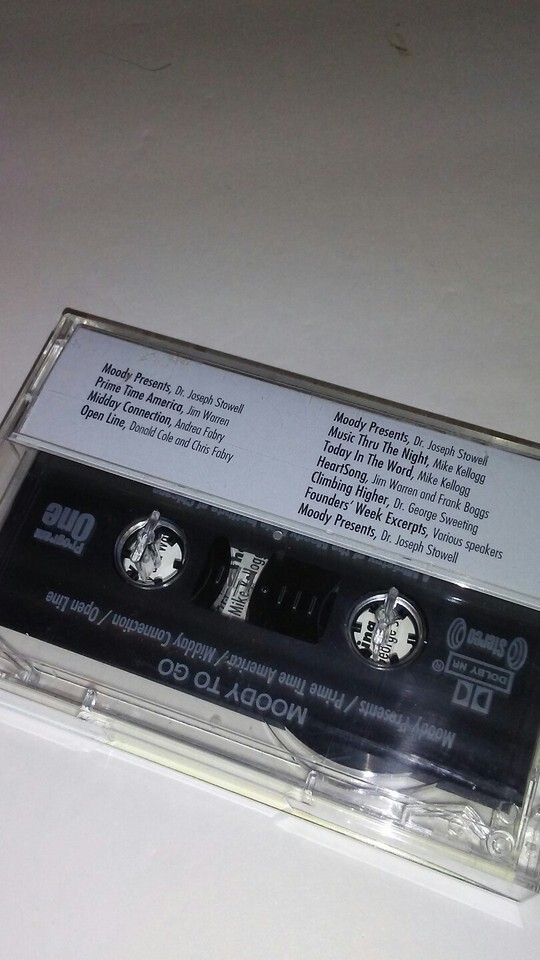 Moody Presents, Dr. Joseph Stowell
Prime Time America, Jim Warren
Midday Connection, Andrea Fabry
Open Line, Donald Cole and Chris Fabry
Moody Presents, Dr. Joseph Stowell
Music Thru The Night, Mike Kellogg
Today In The Word, Mike Kellogg
HeartSong, Jim Warren and Frank Boggs
Climbing Higher, Dr. George Sweeting
Founders' Week Excerpts, Various speakers
Moody Presents, Dr. Joseph Stowell
MOODY TO GO
Moody Presents / Prime Time America / Midday Connection / Open Line
DOLBY NR ®
Stereo
Program
One
Mike Kellog